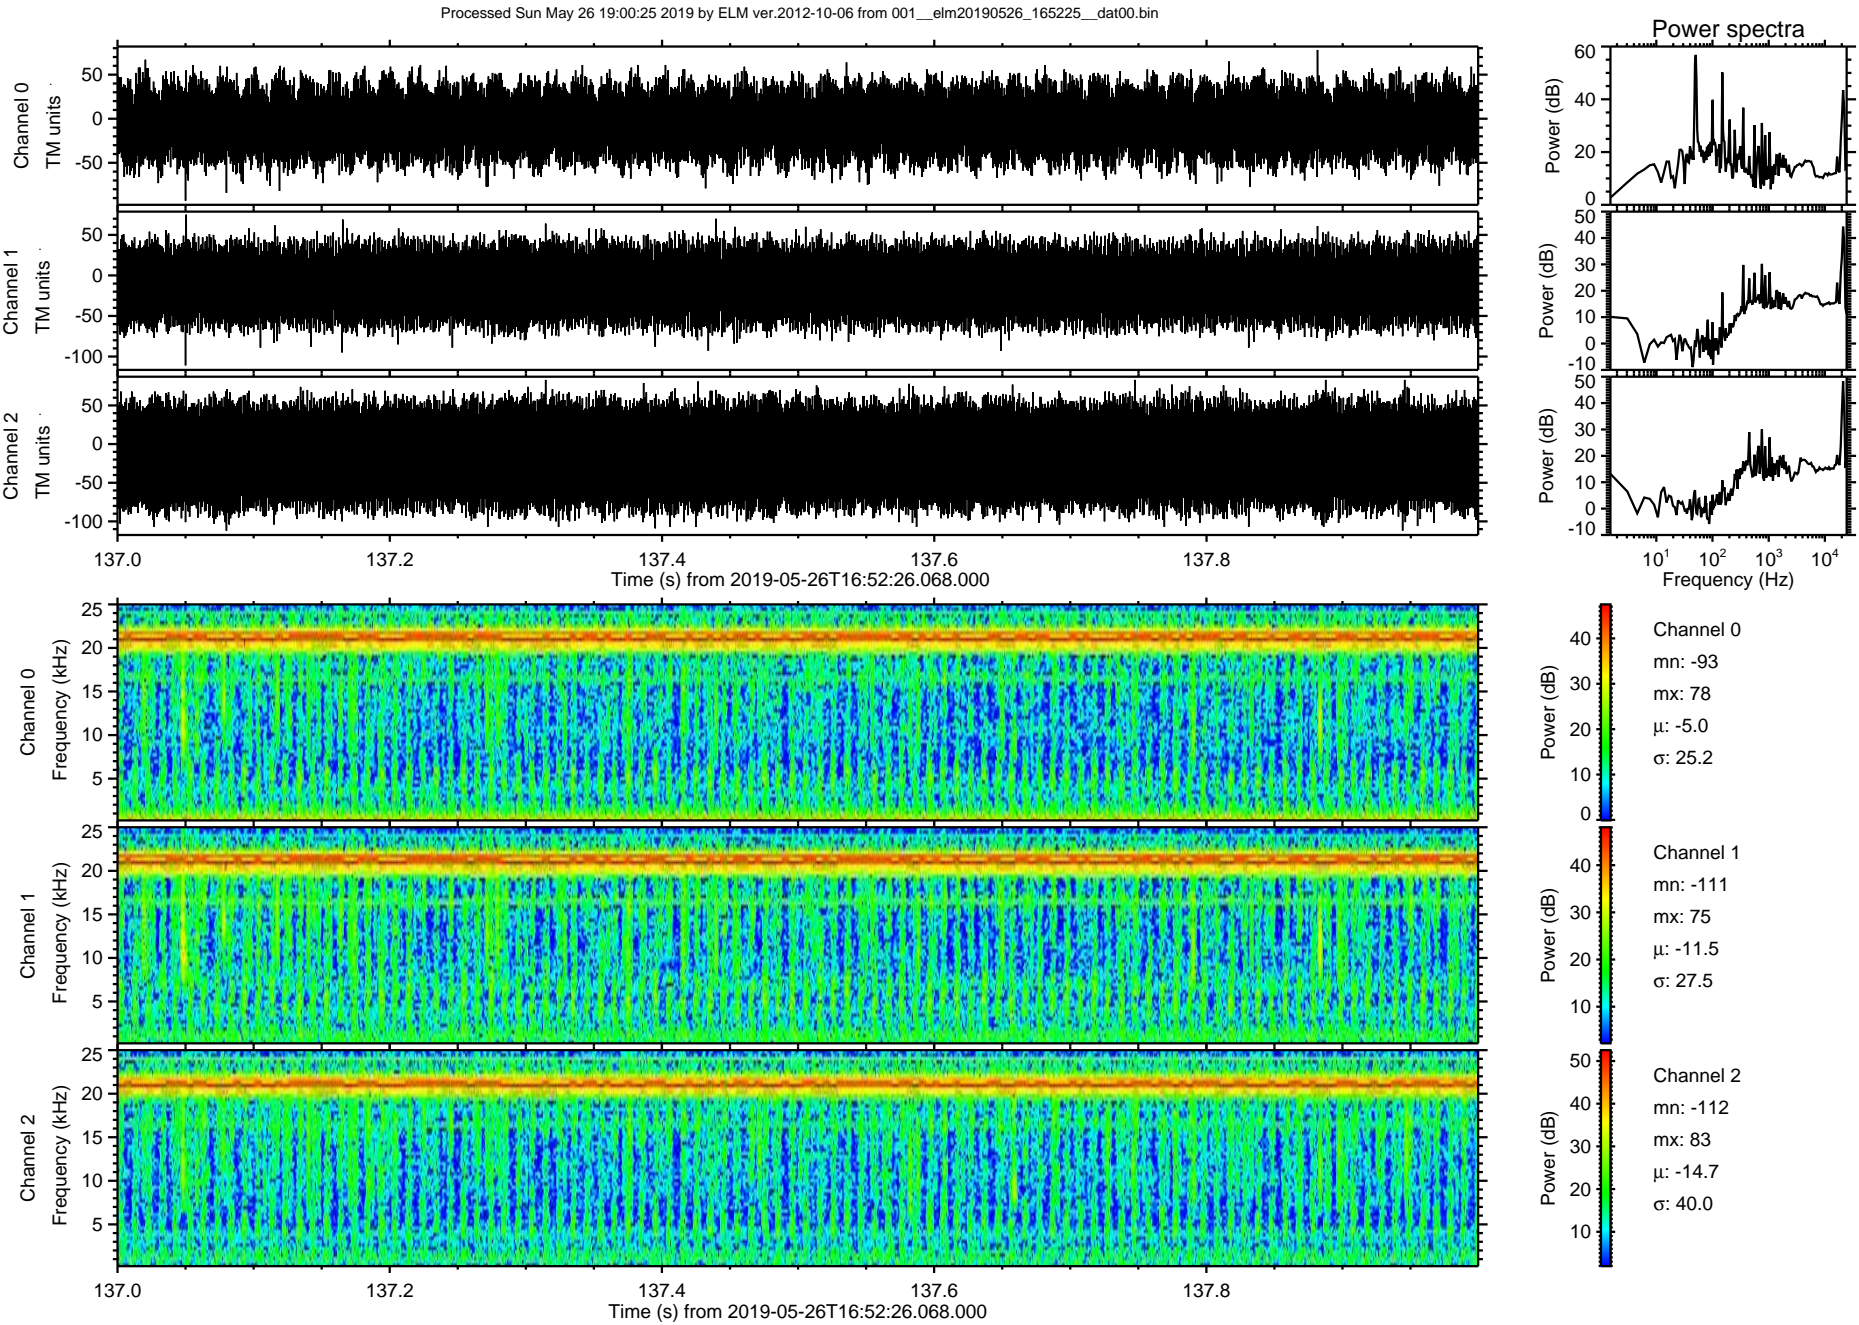 Processed Sun May 26 19:00:25 2019 by ELM ver.2012-10-06 from 001__elm20190526_165225__dat00.bin
Power spectra
Channel 0
TM units
50
0
-50
Power (dB)
60
40
20
0
Channel 1
TM units
50
0
-50
-100
Power (dB)
50
40
30
20
10
0
-10
Channel 2
TM units
50
0
-50
-100
Power (dB)
50
40
30
20
10
0
-10
137.0 137.2 137.4 137.6 137.8
Time (s) from 2019-05-26T16:52:26.068.000
10¹ 10² 10³ 10⁴
Frequency (Hz)
Channel 0
Frequency (kHz)
25
20
15
10
5
Power (dB)
40
30
20
10
0
Channel 0
mn: -93
mx: 78
μ: -5.0
σ: 25.2
Channel 1
Frequency (kHz)
25
20
15
10
5
Power (dB)
40
30
20
10
Channel 1
mn: -111
mx: 75
μ: -11.5
σ: 27.5
Channel 2
Frequency (kHz)
25
20
15
10
5
Power (dB)
50
40
30
20
10
Channel 2
mn: -112
mx: 83
μ: -14.7
σ: 40.0
137.0 137.2 137.4 137.6 137.8
Time (s) from 2019-05-26T16:52:26.068.000